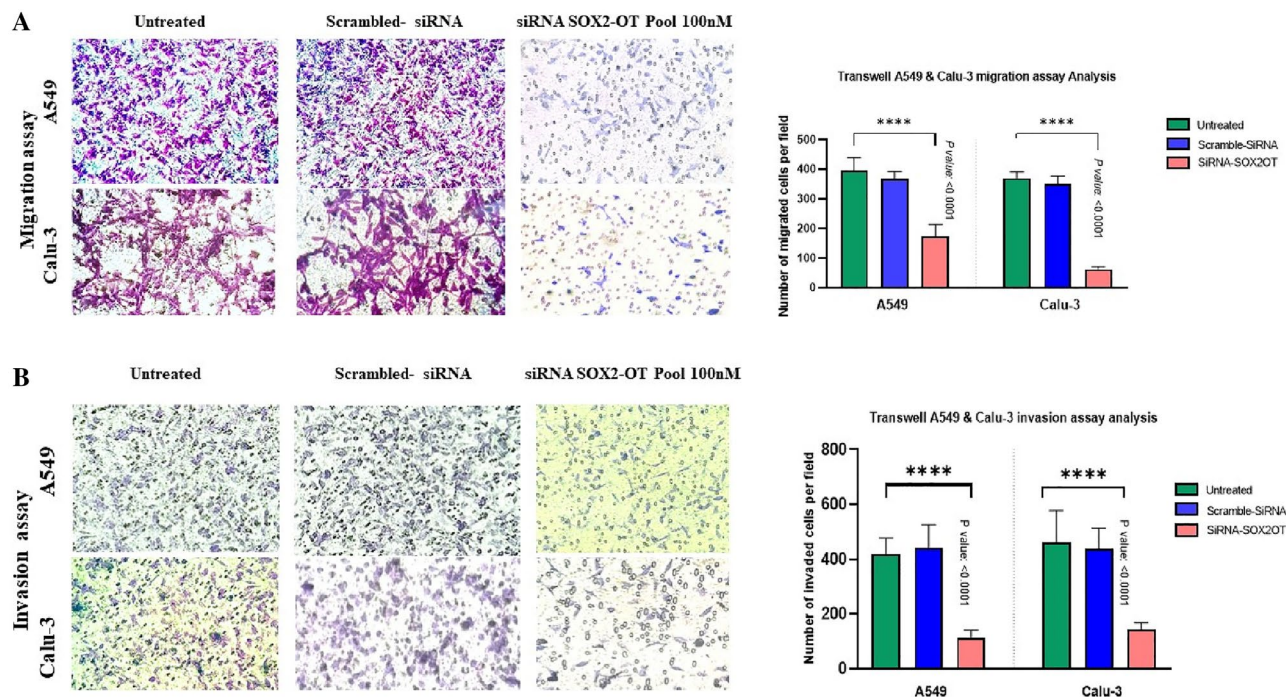 A
Untreated
Scrambled- siRNA
siRNA SOX2-OT Pool 100nM
Migration assay
A549
Calu-3
Transwell A549 & Calu-3 migration assay Analysis
Number of migrated cells per field
500
400
300
200
100
0
****
P value: <0.0001
****
P value: <0.0001
A549
Calu-3
Untreated
Scramble-SiRNA
SiRNA-SOX2OT
B
Untreated
Scrambled- siRNA
siRNA SOX2-OT Pool 100nM
Invasion assay
A549
Calu-3
Transwell A549 & Calu-3 invasion assay analysis
Number of invaded cells per field
800
600
400
200
0
****
P value: <0.0001
****
P value: <0.0001
A549
Calu-3
Untreated
Scramble-SiRNA
SiRNA-SOX2OT